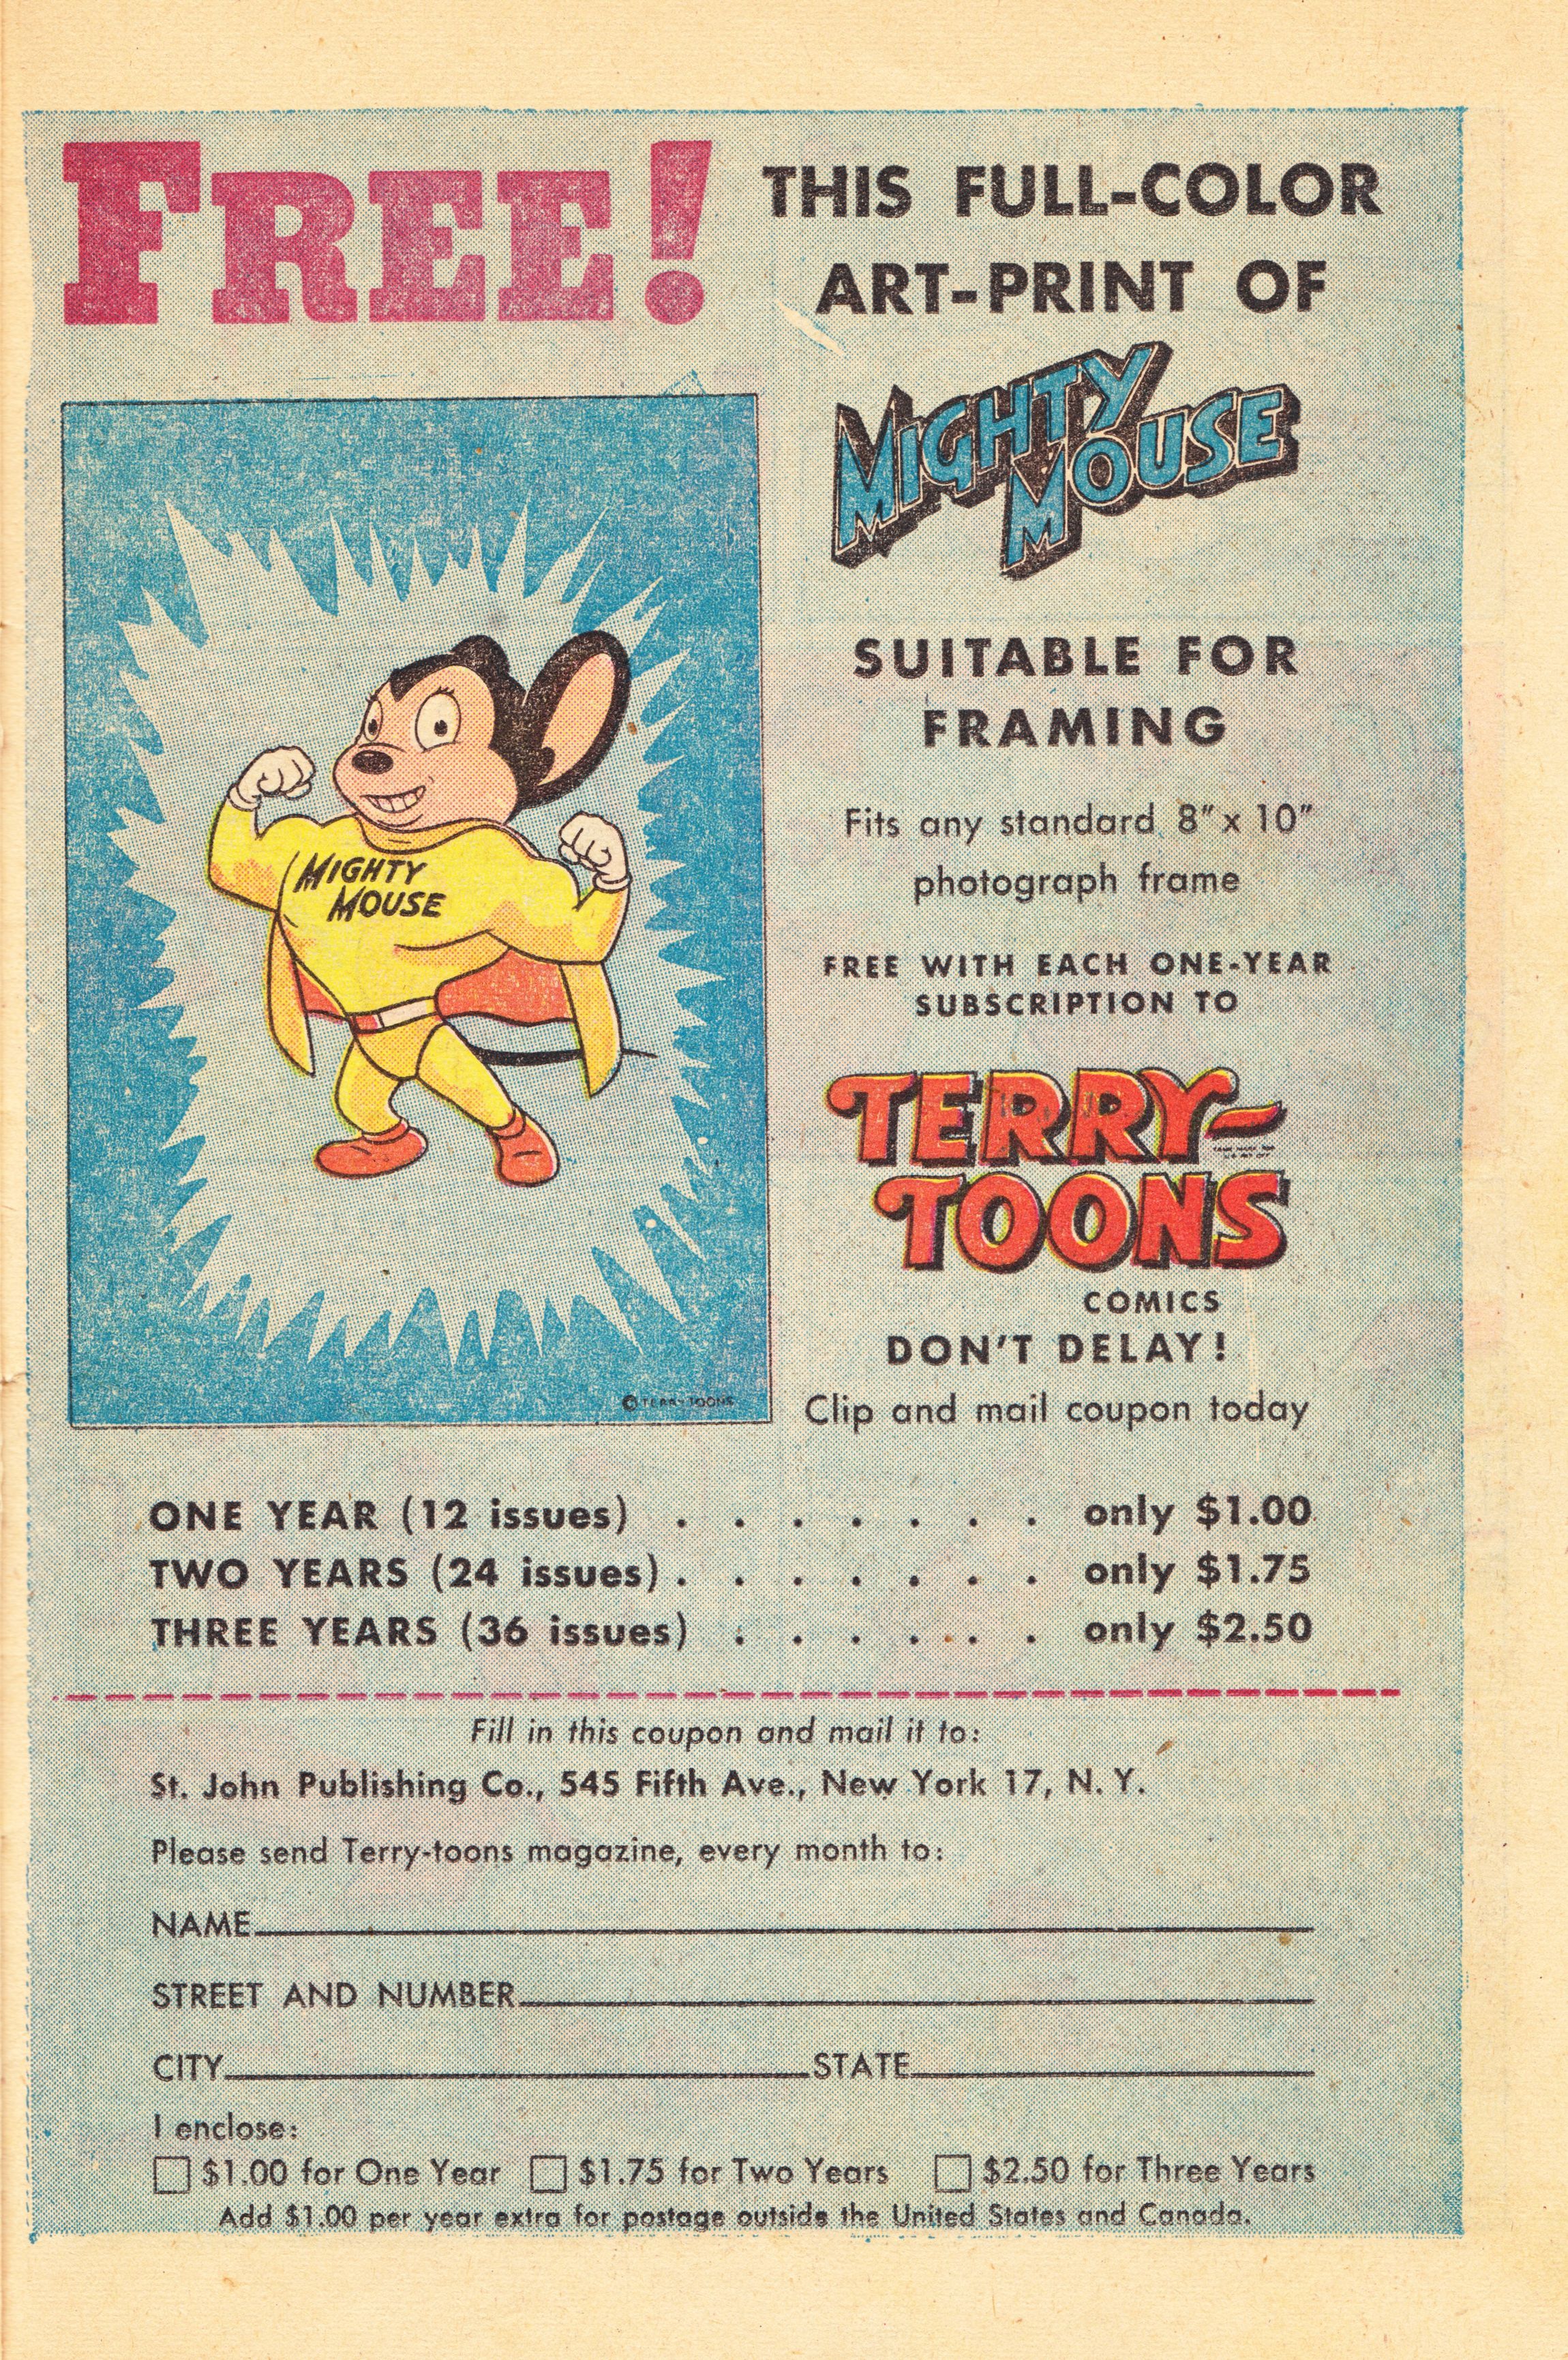 FREE!
THIS FULL-COLOR
ART-PRINT OF
MIGHTY
MOUSE
SUITABLE FOR
FRAMING
Fits any standard 8" x 10"
photograph frame
FREE WITH EACH ONE-YEAR
SUBSCRIPTION TO
TERRY-
TOONS
COMICS
DON'T DELAY!
Clip and mail coupon today
MIGHTY
MOUSE
© TERRYTOONS
ONE YEAR (12 issues) . . . . . . . only $1.00
TWO YEARS (24 issues) . . . . . . . only $1.75
THREE YEARS (36 issues) . . . . . . only $2.50
Fill in this coupon and mail it to:
St. John Publishing Co., 545 Fifth Ave., New York 17, N. Y.
Please send Terry-toons magazine, every month to:
NAME
STREET AND NUMBER
CITY STATE
I enclose:
$1.00 for One Year $1.75 for Two Years $2.50 for Three Years
Add $1.00 per year extra for postage outside the United States and Canada.